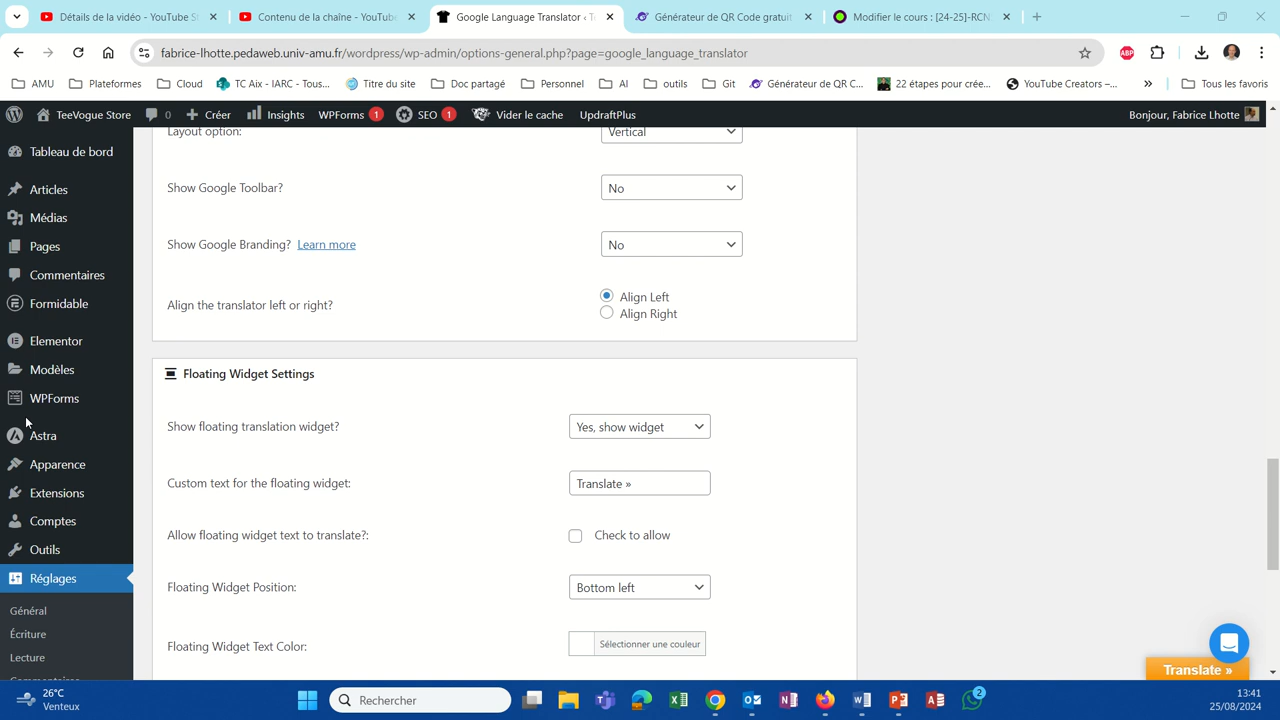 Détails de la vidéo - YouTube S
Contenu de la chaîne - YouTube
Google Language Translator ‹ T
Générateur de QR Code gratuit
Modifier le cours : [24-25]-RCN
fabrice-lhotte.pedaweb.univ-amu.fr/wordpress/wp-admin/options-general.php?page=google_language_translator
ABP
AMU
Plateformes
Cloud
TC Aix - IARC - Tous...
Titre du site
Doc partagé
Personnel
AI
outils
Git
Générateur de QR C...
22 étapes pour crée...
YouTube Creators –...
»
Tous les favoris
TeeVogue Store
0
Créer
Insights
WPForms 1
SEO 1
Vider le cache
UpdraftPlus
Bonjour, Fabrice Lhotte
Tableau de bord
Articles
Médias
Pages
Commentaires
Formidable
Elementor
Modèles
WPForms
Astra
Apparence
Extensions
Comptes
Outils
Réglages
Général
Écriture
Lecture
Commentaires
Layout option: Vertical
Show Google Toolbar? No
Show Google Branding? Learn more No
Align the translator left or right? Align Left
Align Right
Floating Widget Settings
Show floating translation widget? Yes, show widget
Custom text for the floating widget: Translate »
Allow floating widget text to translate?: Check to allow
Floating Widget Position: Bottom left
Floating Widget Text Color: Sélectionner une couleur
Translate »
26°C
Venteux
Rechercher
2
13:41
25/08/2024